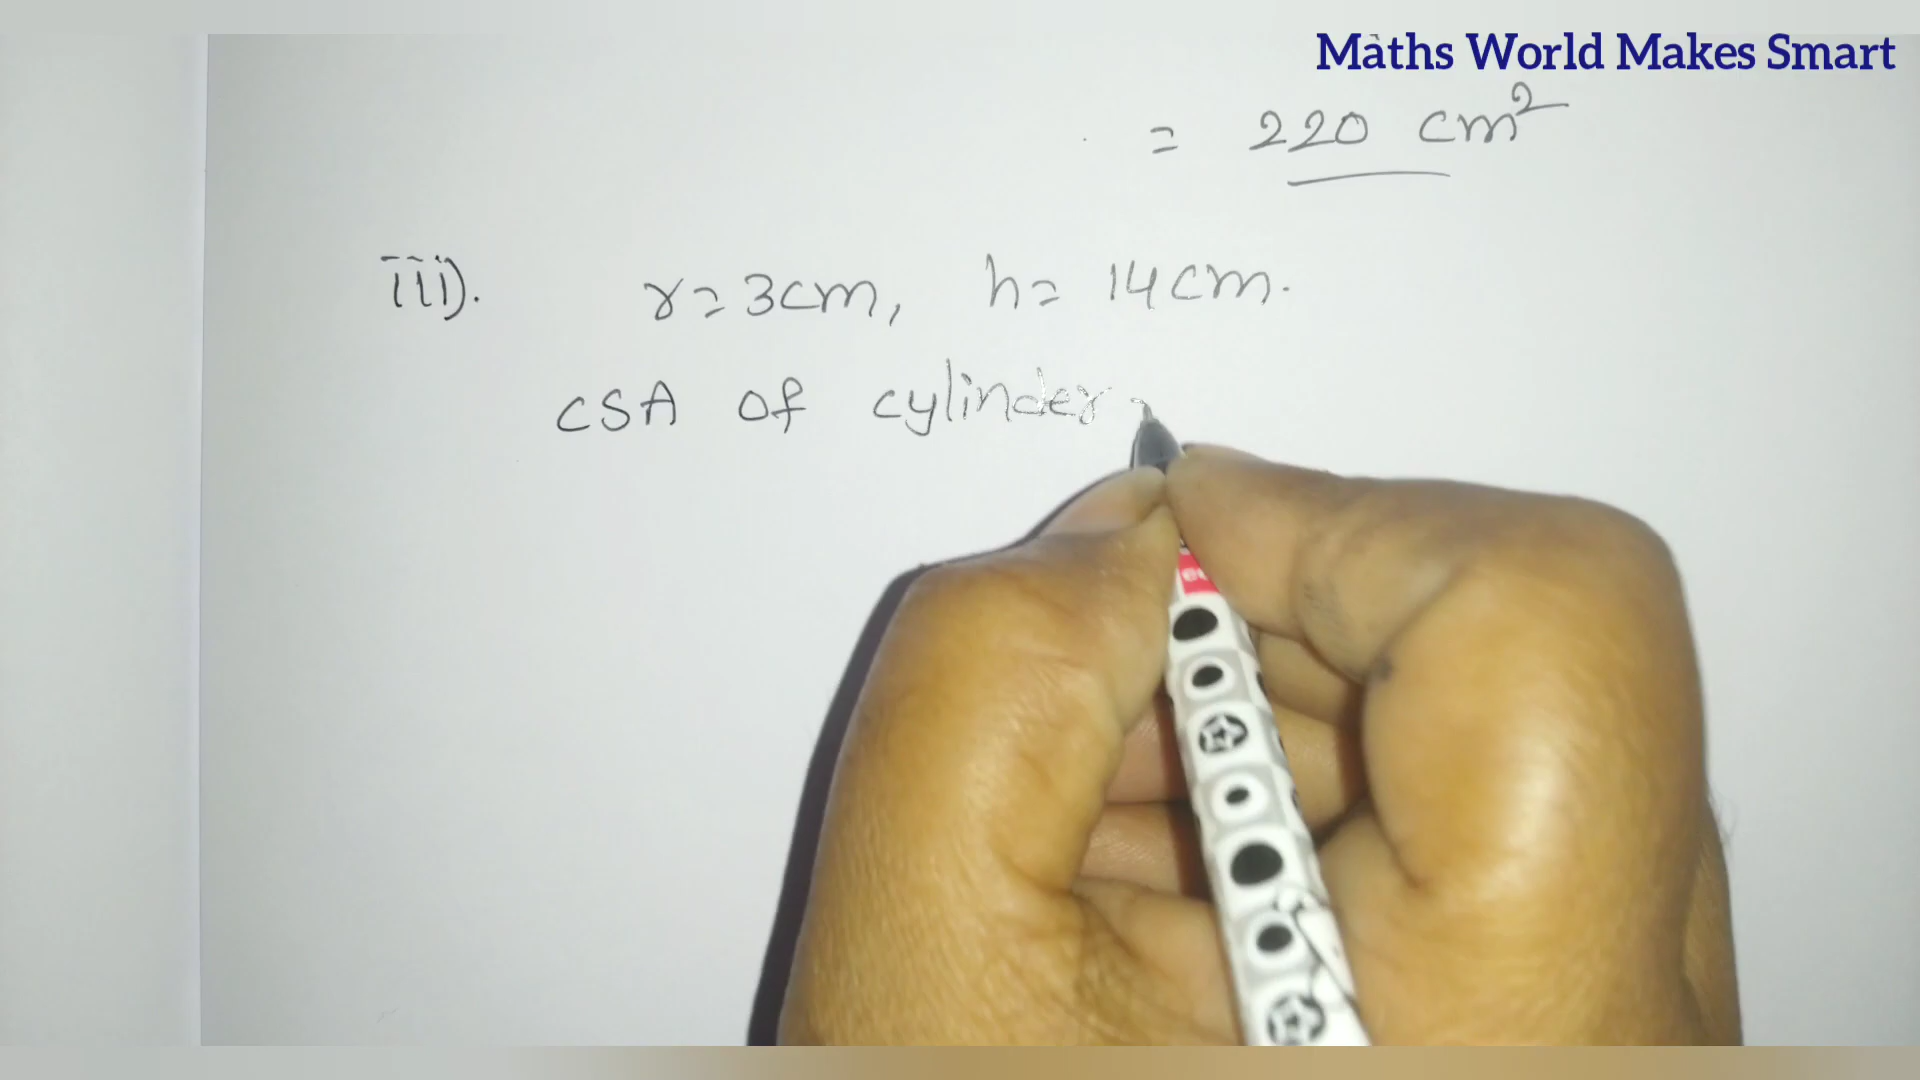 Maths World Makes Smart
= 220 cm²
iii). r = 3cm, h = 14cm.
CSA of cylinder =